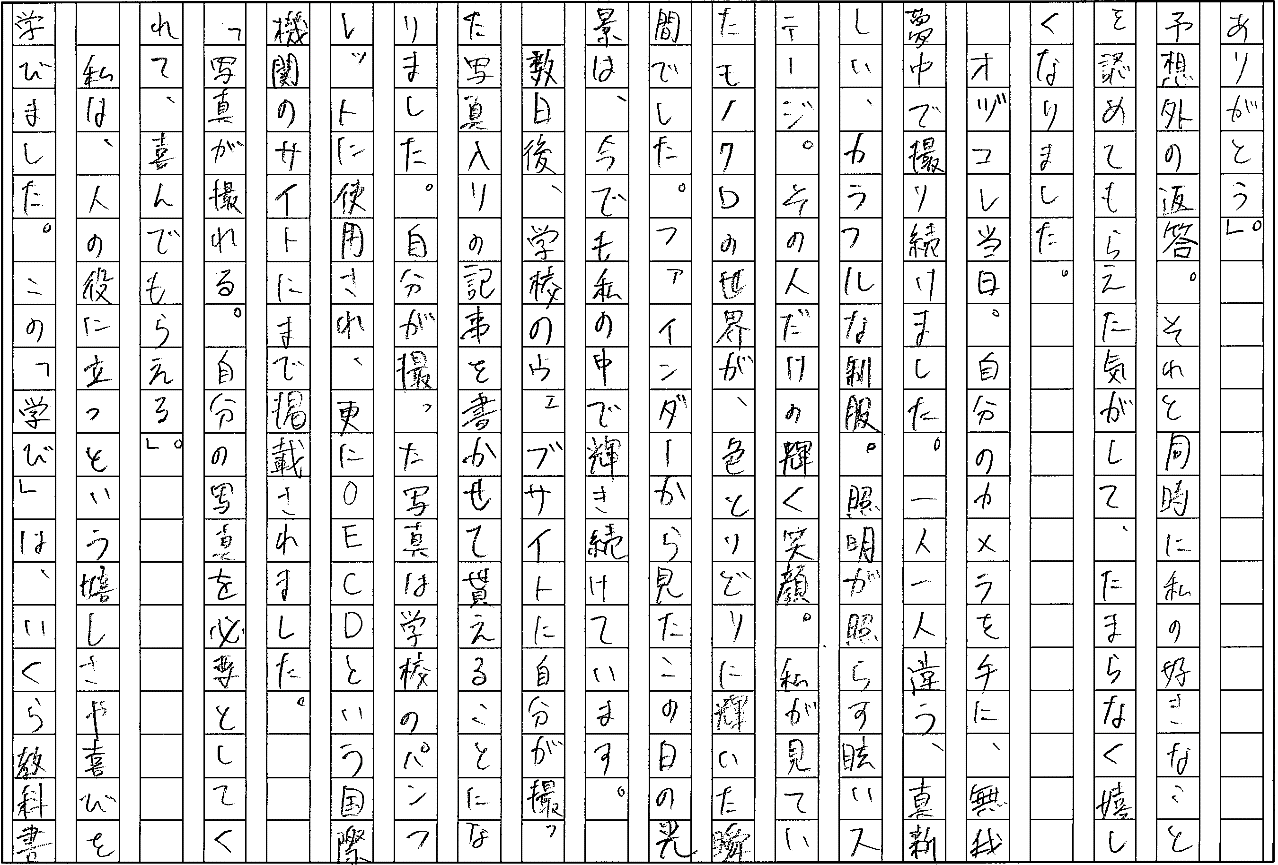 ありがとう」。
予想外の返答。それと同時に私の好きなこと
を認めてもらえた気がして、たまらなく嬉し
くなりました。
オヅコレ当日。自分のカメラを手に、無我
夢中で撮り続けました。一人一人違う、真新
しい、カラフルな制服。照明が照らす眩いス
テージ。その人だけの輝く笑顔。私が見てい
たモノクロの世界が、色とりどりに輝いた瞬
間でした。ファインダーから見たこの日の光
景は、今でも私の中で輝き続けています。
数日後、学校のウェブサイトに自分が撮っ
た写真入りの記事を書かせて貰えることにな
りました。自分が撮った写真は学校のパンフ
レットに使用され、更にOECDという国際
機関のサイトにまで掲載されました。
「写真が撮れる。自分の写真を必要としてく
れて、喜んでもらえる」。
私は、人の役に立つという嬉しさや喜びを
学びました。この「学び」は、いくら教科書